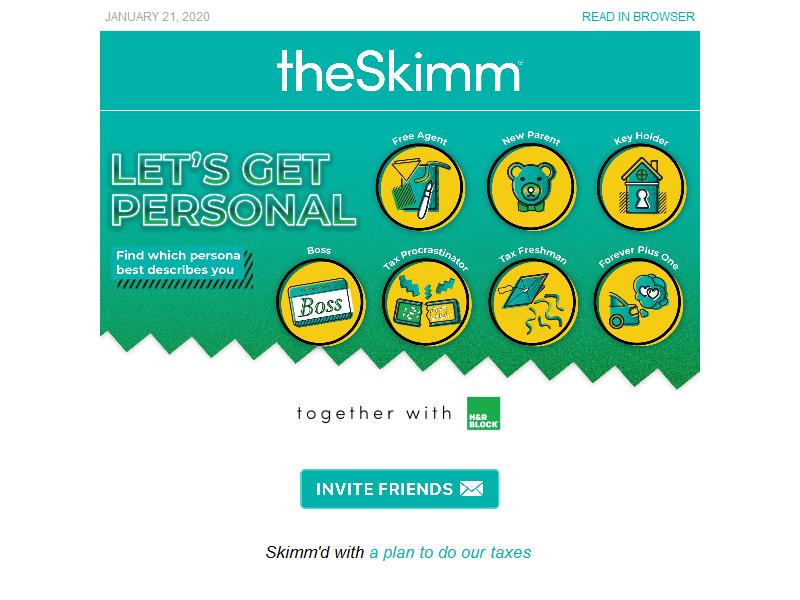 JANUARY 21, 2020
READ IN BROWSER
theSkimm
LET'S GET
PERSONAL
Find which persona
best describes you
Free Agent
New Parent
Key Holder
Boss
Boss
Tax Procrastinator
Tax Freshman
Forever Plus One
together with
H&R
BLOCK
INVITE FRIENDS
Skimm'd with a plan to do our taxes